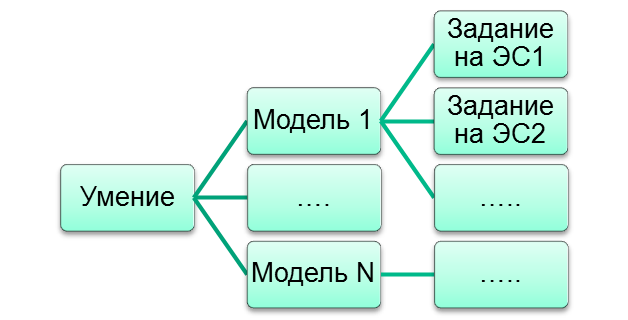 Задание
на ЭС1
Модель 1
Задание
на ЭС2
Умение
....
.....
Модель N
.....